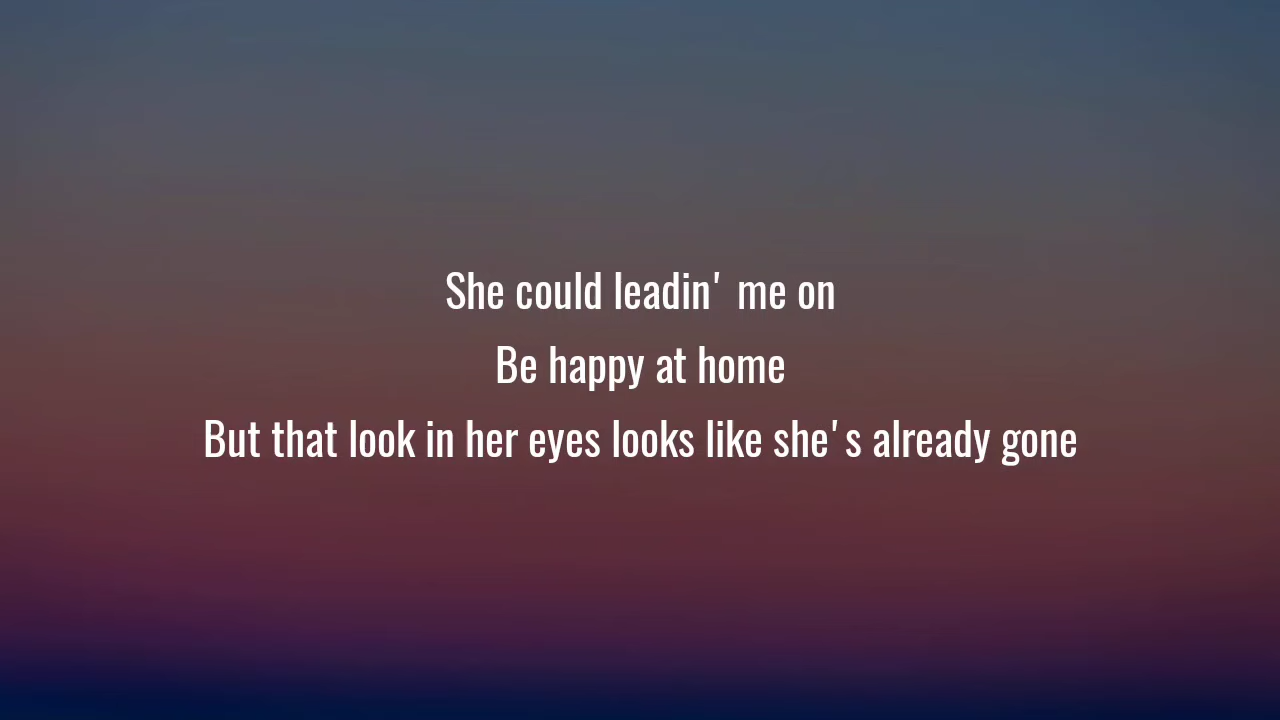 She could leadin' me on
Be happy at home
But that look in her eyes looks like she's already gone